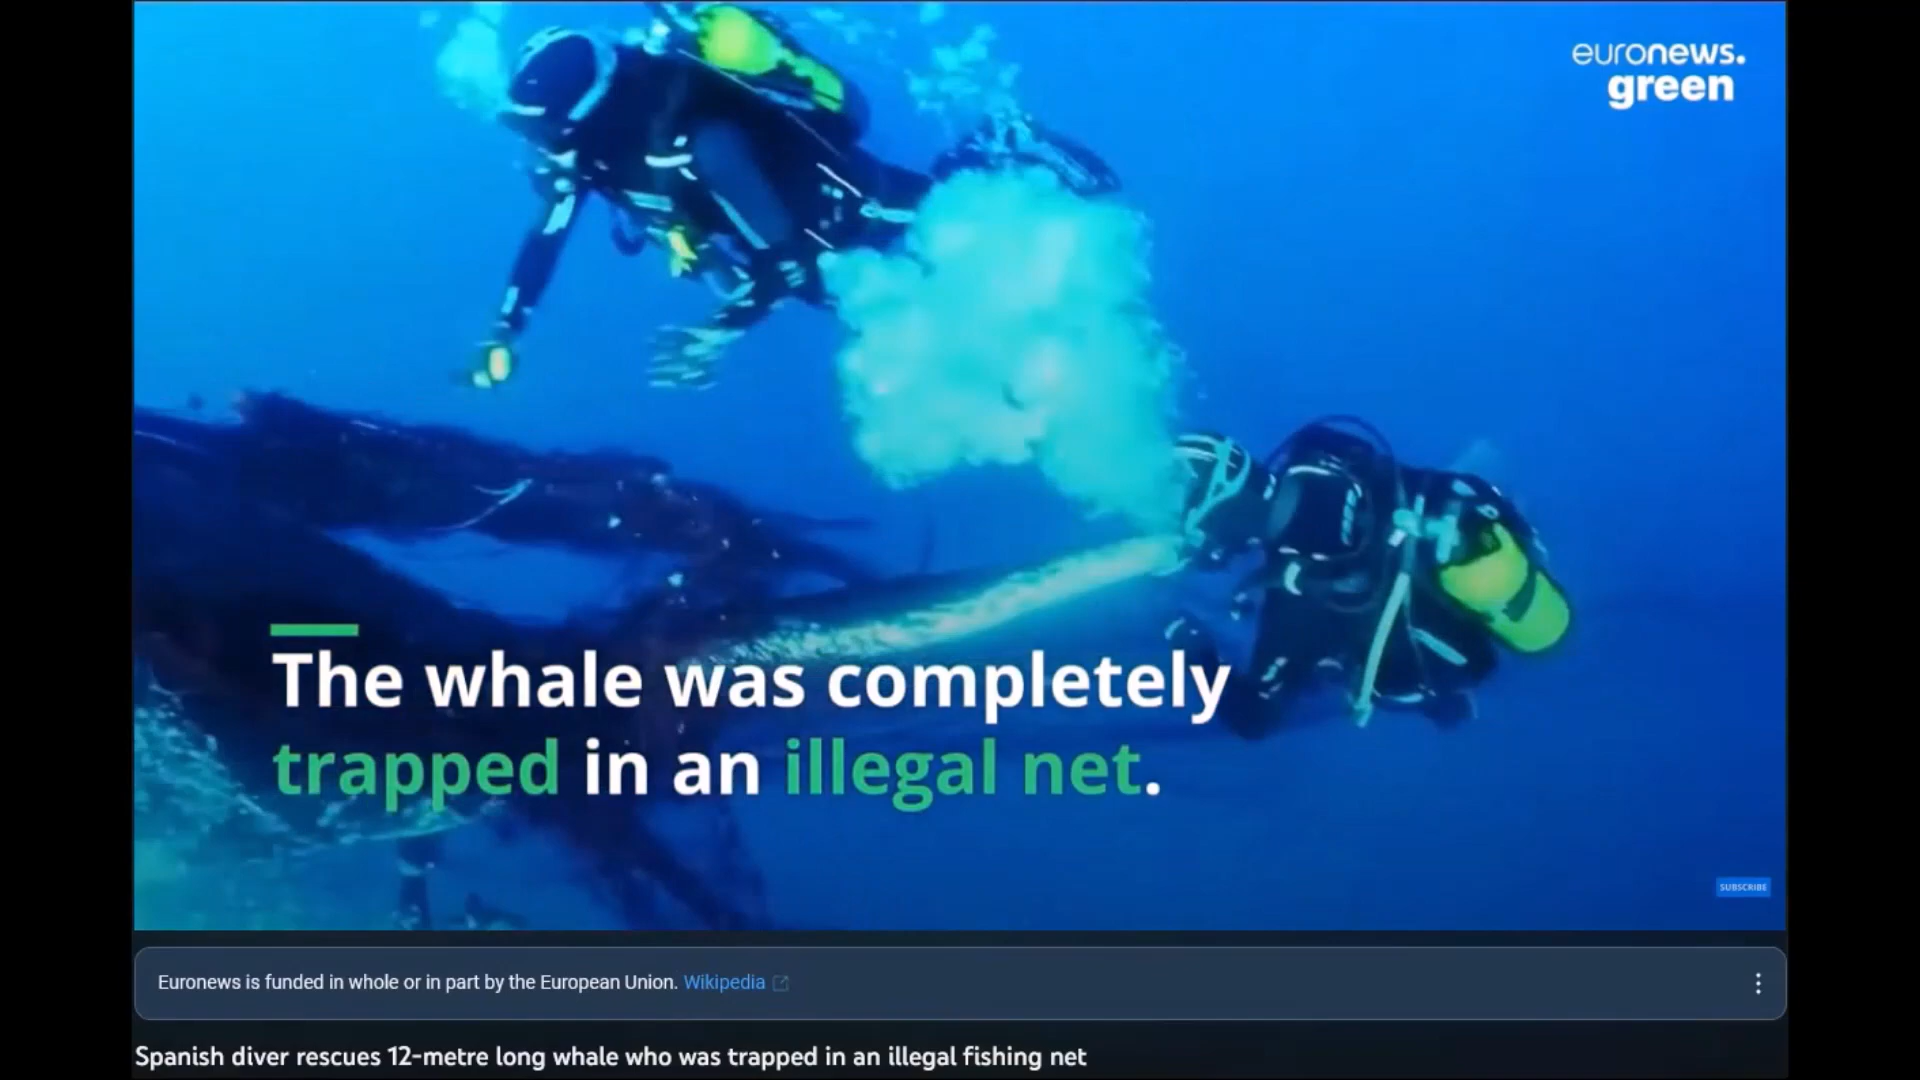 euronews.
green
The whale was completely
trapped in an illegal net.
SUBSCRIBE
Euronews is funded in whole or in part by the European Union. Wikipedia
Spanish diver rescues 12-metre long whale who was trapped in an illegal fishing net